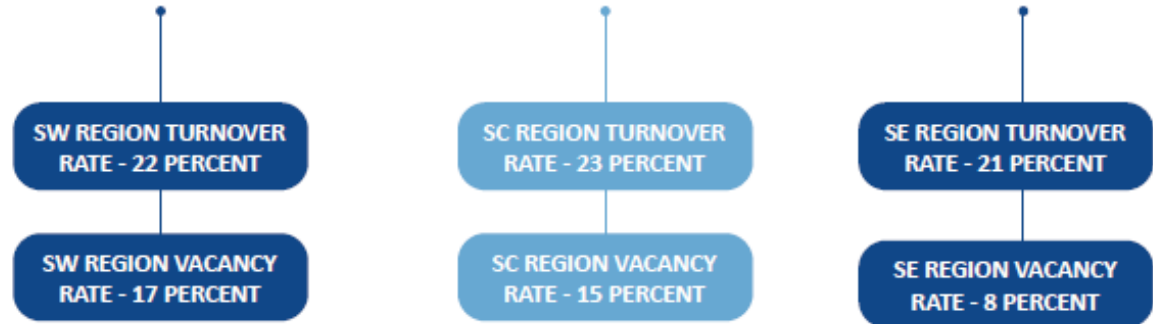 SW REGION TURNOVER
RATE - 22 PERCENT
SW REGION VACANCY
RATE - 17 PERCENT
SC REGION TURNOVER
RATE - 23 PERCENT
SC REGION VACANCY
RATE - 15 PERCENT
SE REGION TURNOVER
RATE - 21 PERCENT
SE REGION VACANCY
RATE - 8 PERCENT